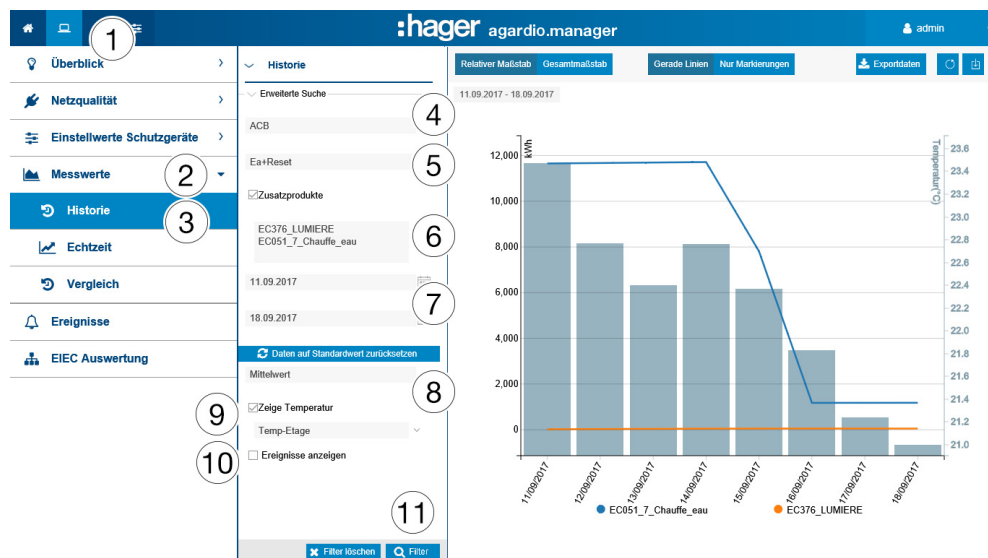 :hager agardio.manager
admin
1
Überblick
Netzqualität
Einstellwerte Schutzgeräte
Messwerte
2
Historie
3
Echtzeit
Vergleich
Ereignisse
EIEC Auswertung
Historie
Erweiterte Suche
ACB
4
Ea+Reset
5
Zusatzprodukte
EC376_LUMIERE
EC051_7_Chauffe_eau
6
11.09.2017
7
18.09.2017
Daten auf Standardwert zurücksetzen
Mittelwert
8
9
Zeige Temperatur
Temp-Etage
10
Ereignisse anzeigen
11
Filter löschen
Filter
Relativer Maßstab
Gesamtmaßstab
Gerade Linien
Nur Markierungen
Exportdaten
11.09.2017 - 18.09.2017
kWh
12,000
10,000
8,000
6,000
4,000
2,000
0
Temperatur(°C)
23.6
23.4
23.2
23.0
22.8
22.6
22.4
22.2
22.0
21.8
21.6
21.4
21.2
21.0
11/09/2017
12/09/2017
13/09/2017
14/09/2017
15/09/2017
16/09/2017
17/09/2017
18/09/2017
EC051_7_Chauffe_eau
EC376_LUMIERE